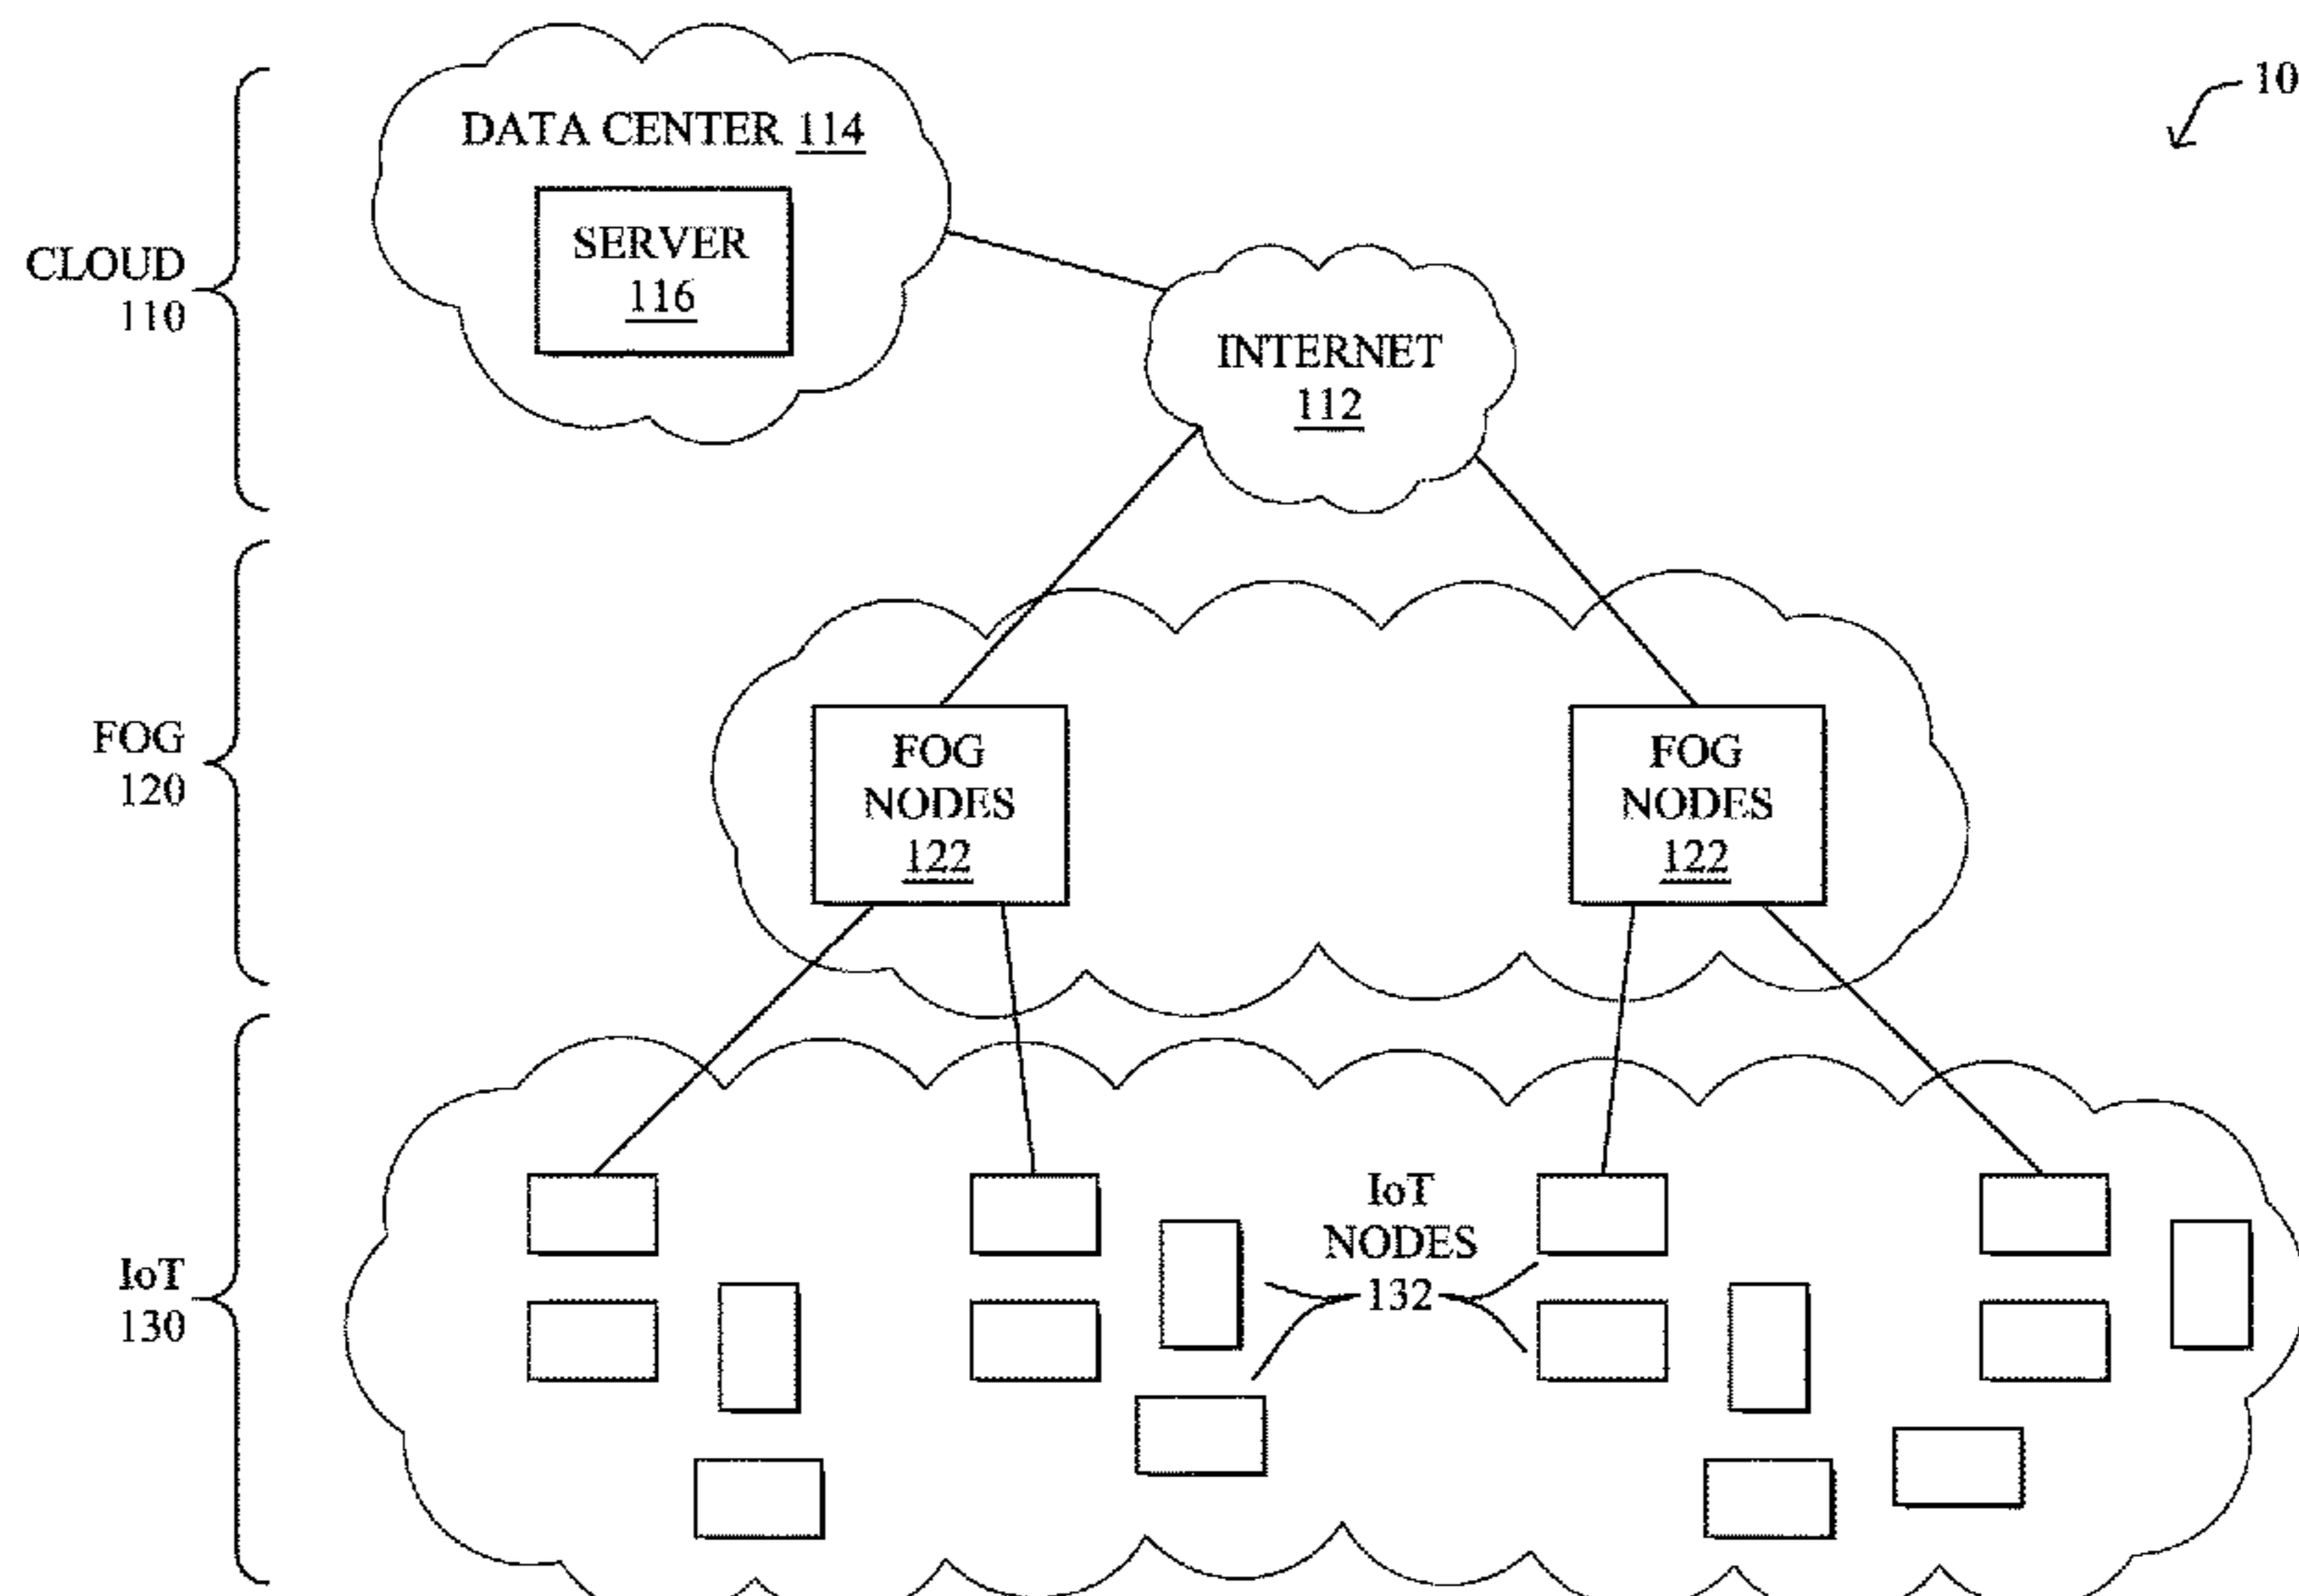 10
DATA CENTER 114
SERVER
116
CLOUD
110
INTERNET
112
FOG
120
FOG
NODES
122
FOG
NODES
122
IoT
130
IoT
NODES
132